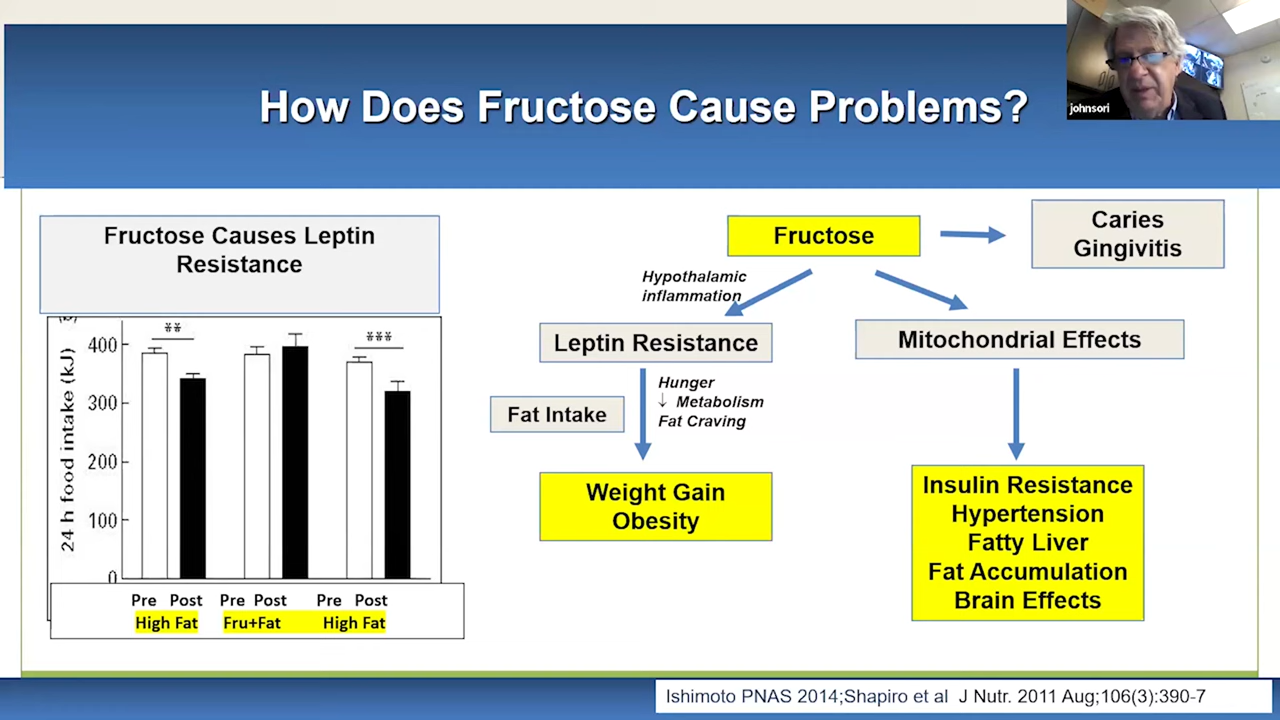 How Does Fructose Cause Problems?
johnsori
Fructose Causes Leptin
Resistance
24 h food intake (kJ)
400
300
200
100
0
**
***
Pre Post Pre Post Pre Post
High Fat Fru+Fat High Fat
Fructose
Caries
Gingivitis
Hypothalamic
inflammation
Leptin Resistance
Mitochondrial Effects
Fat Intake
Hunger
↓ Metabolism
Fat Craving
Weight Gain
Obesity
Insulin Resistance
Hypertension
Fatty Liver
Fat Accumulation
Brain Effects
Ishimoto PNAS 2014;Shapiro et al J Nutr. 2011 Aug;106(3):390-7